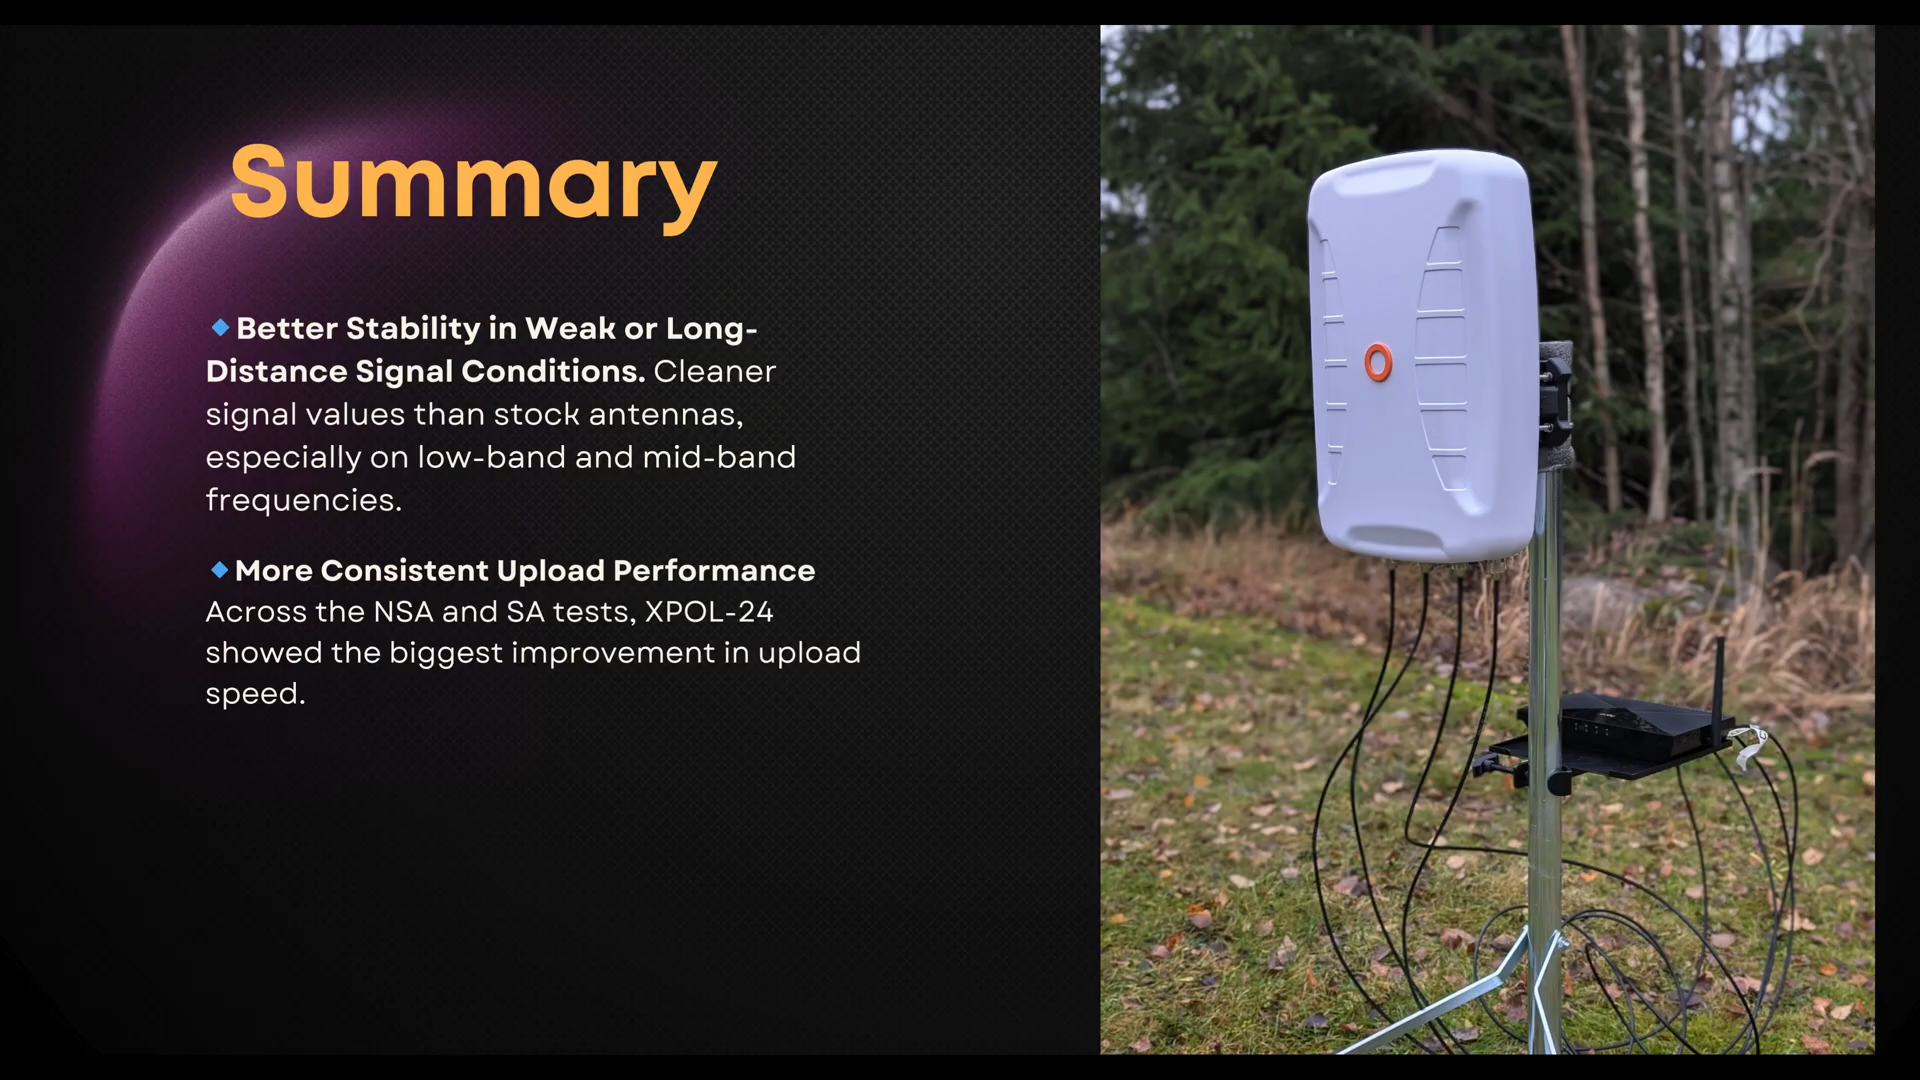 Summary
Better Stability in Weak or Long-
Distance Signal Conditions. Cleaner
signal values than stock antennas,
especially on low-band and mid-band
frequencies.
More Consistent Upload Performance
Across the NSA and SA tests, XPOL-24
showed the biggest improvement in upload
speed.